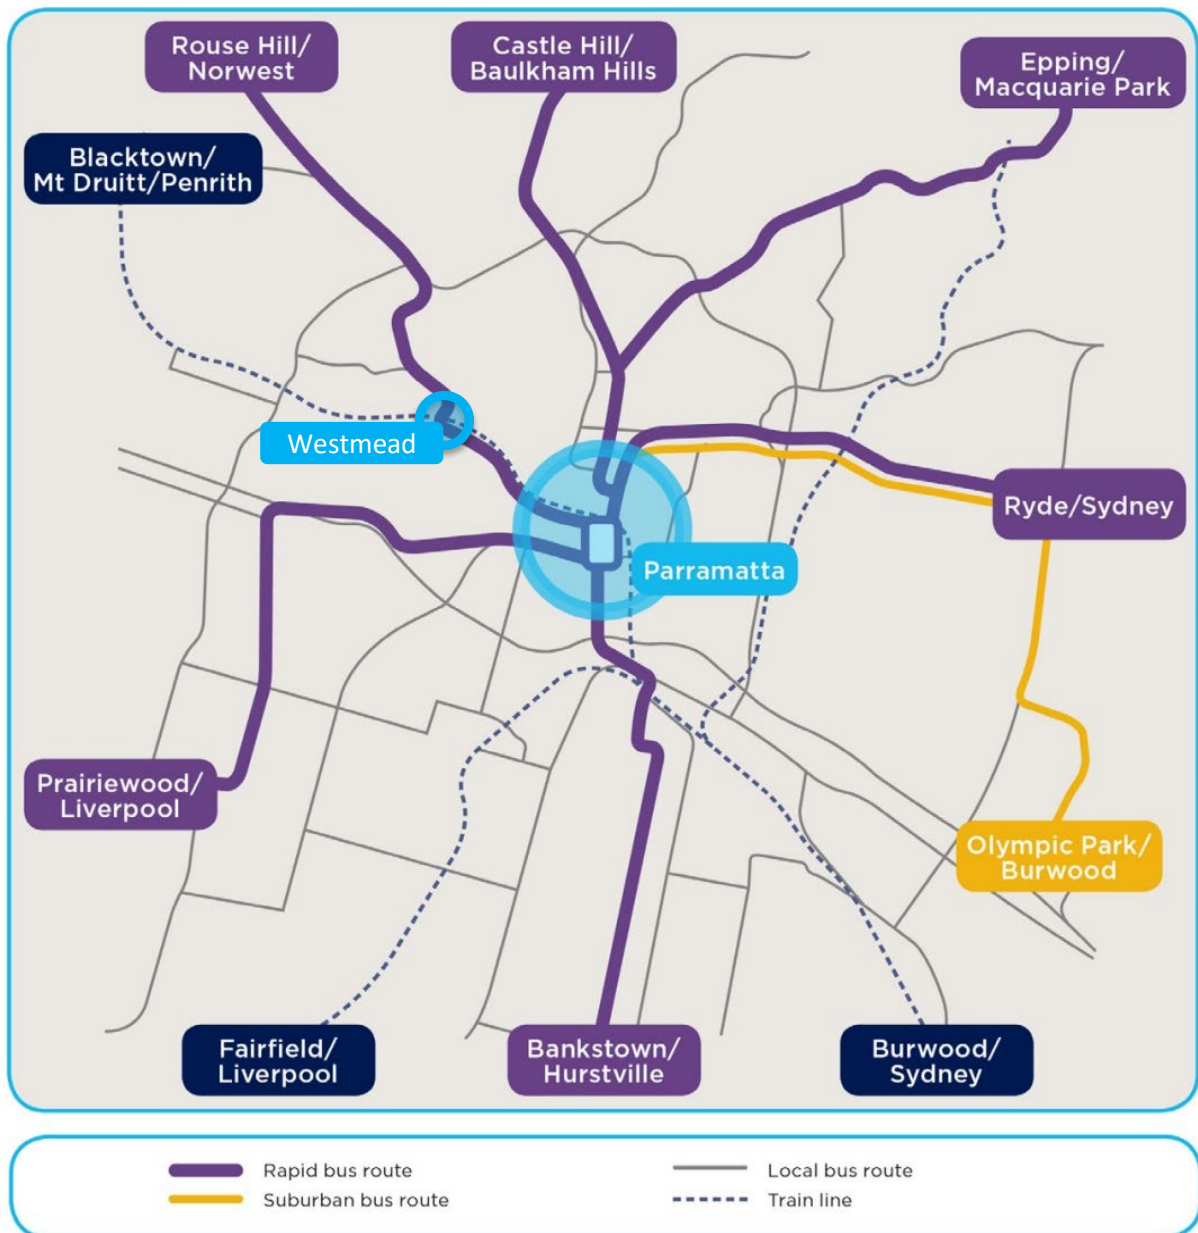 Rouse Hill/
Norwest
Castle Hill/
Baulkham Hills
Epping/
Macquarie Park
Blacktown/
Mt Druitt/Penrith
Westmead
Ryde/Sydney
Parramatta
Prairiewood/
Liverpool
Olympic Park/
Burwood
Fairfield/
Liverpool
Bankstown/
Hurstville
Burwood/
Sydney
Rapid bus route
Local bus route
Suburban bus route
Train line